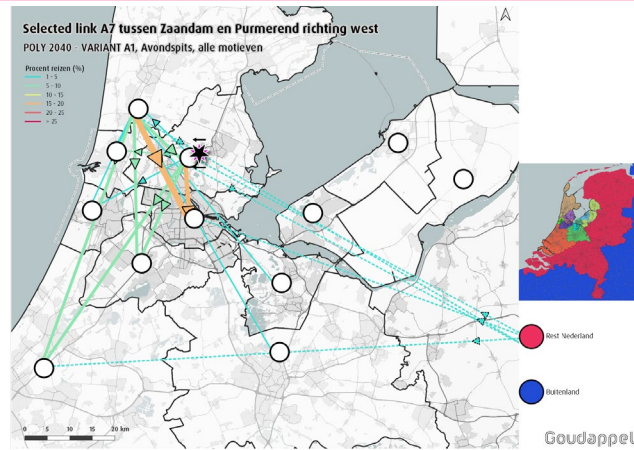 Selected link A7 tussen Zaandam en Purmerend richting west
POLY 2040 - VARIANT A1, Avondspits, alle motieven
Procent reizen (%)
1 - 5
5 - 10
10 - 15
15 - 20
20 - 25
> 25
0 5 10 15 20 km
Rest Nederland
Buitenland
Goudappel